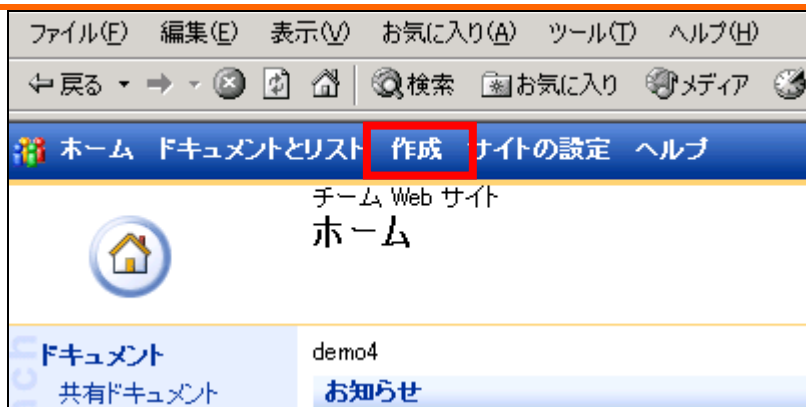 ファイル(F) 編集(E) 表示(V) お気に入り(A) ツール(T) ヘルプ(H)
戻る 検索 お気に入り メディア
ホーム ドキュメントとリスト 作成 サイトの設定 ヘルプ
チーム Web サイト
ホーム
ドキュメント demo4
共有ドキュメント お知らせ